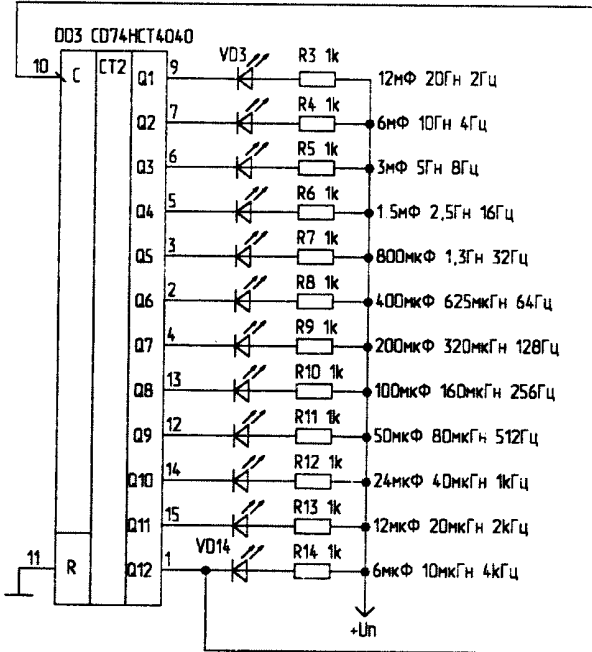 DD3 CD74HCT4040
10 C CT2 Q1 9 VD3 R3 1k 12мФ 20Гн 2Гц
Q2 7 R4 1k 6мФ 10Гн 4Гц
Q3 6 R5 1k 3мФ 5Гн 8Гц
Q4 5 R6 1k 1.5мФ 2,5Гн 16Гц
Q5 3 R7 1k 800мкФ 1,3Гн 32Гц
Q6 2 R8 1k 400мкФ 625мкГн 64Гц
Q7 4 R9 1k 200мкФ 320мкГн 128Гц
Q8 13 R10 1k 100мкФ 160мкГн 256Гц
Q9 12 R11 1k 50мкФ 80мкГн 512Гц
Q10 14 R12 1k 24мкФ 40мкГн 1kГц
Q11 15 R13 1k 12мкФ 20мкГн 2kГц
11 R Q12 1 VD14 R14 1k 6мкФ 10мкГн 4kГц
+Uп